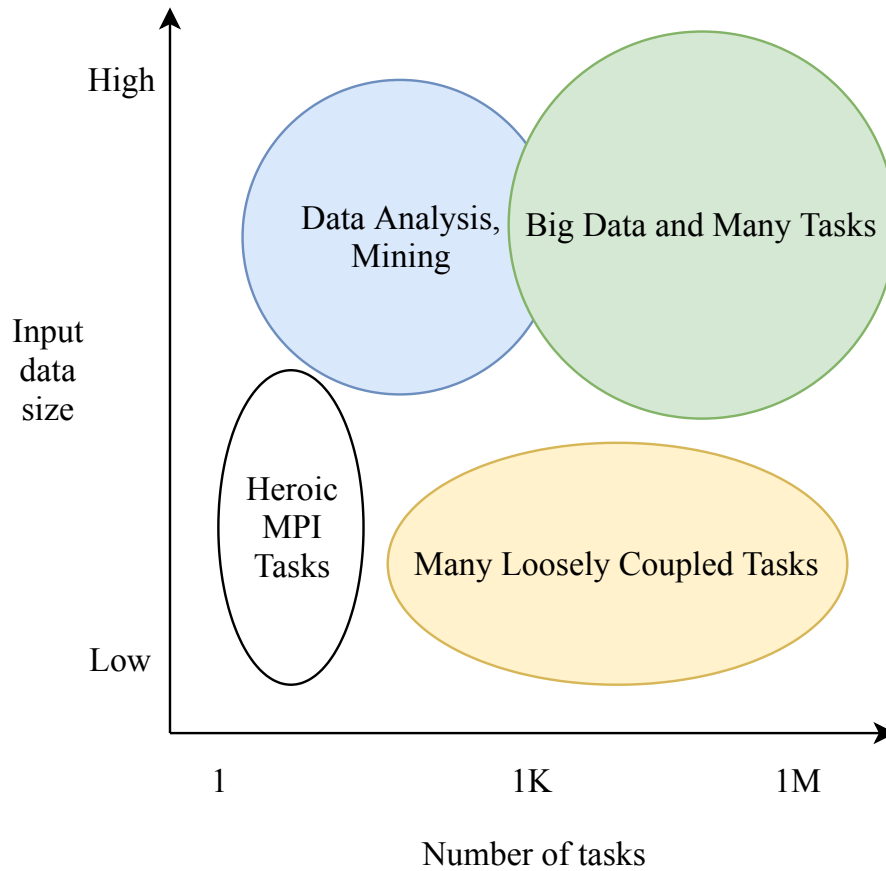 High
Data Analysis,
Mining
Big Data and Many Tasks
Input
data
size
Heroic
MPI
Tasks
Many Loosely Coupled Tasks
Low
1
1K
1M
Number of tasks